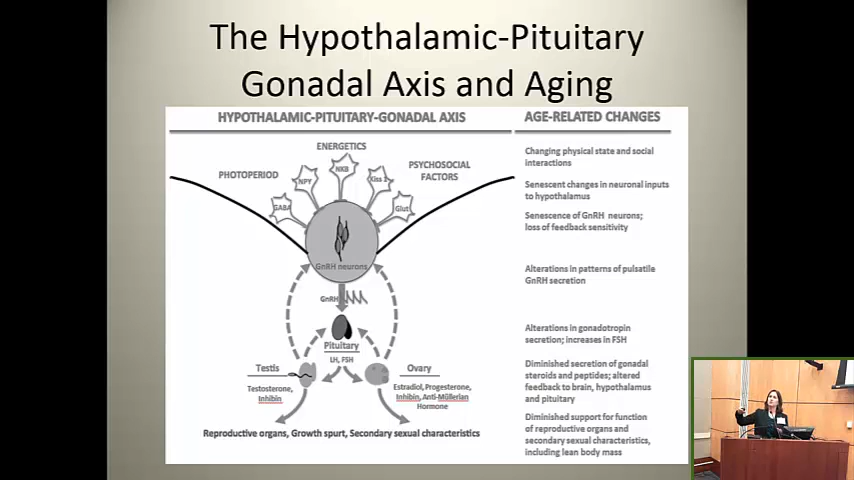 The Hypothalamic-Pituitary
Gonadal Axis and Aging
HYPOTHALAMIC-PITUITARY-GONADAL AXIS
AGE-RELATED CHANGES
ENERGETICS
PHOTOPERIOD
PSYCHOSOCIAL
FACTORS
GABA
NPY
NKB
Kiss 1
Glut
GnRH neurons
GnRH
Pituitary
LH, FSH
Testis
Testosterone,
Inhibin
Ovary
Estradiol, Progesterone,
Inhibin, Anti-Müllerian
Hormone
Reproductive organs, Growth spurt, Secondary sexual characteristics
Changing physical state and social
interactions
Senescent changes in neuronal inputs
to hypothalamus
Senescence of GnRH neurons;
loss of feedback sensitivity
Alterations in patterns of pulsatile
GnRH secretion
Alterations in gonadotropin
secretion; increases in FSH
Diminished secretion of gonadal
steroids and peptides; altered
feedback to brain, hypothalamus
and pituitary
Diminished support for function
of reproductive organs and
secondary sexual characteristics,
including lean body mass